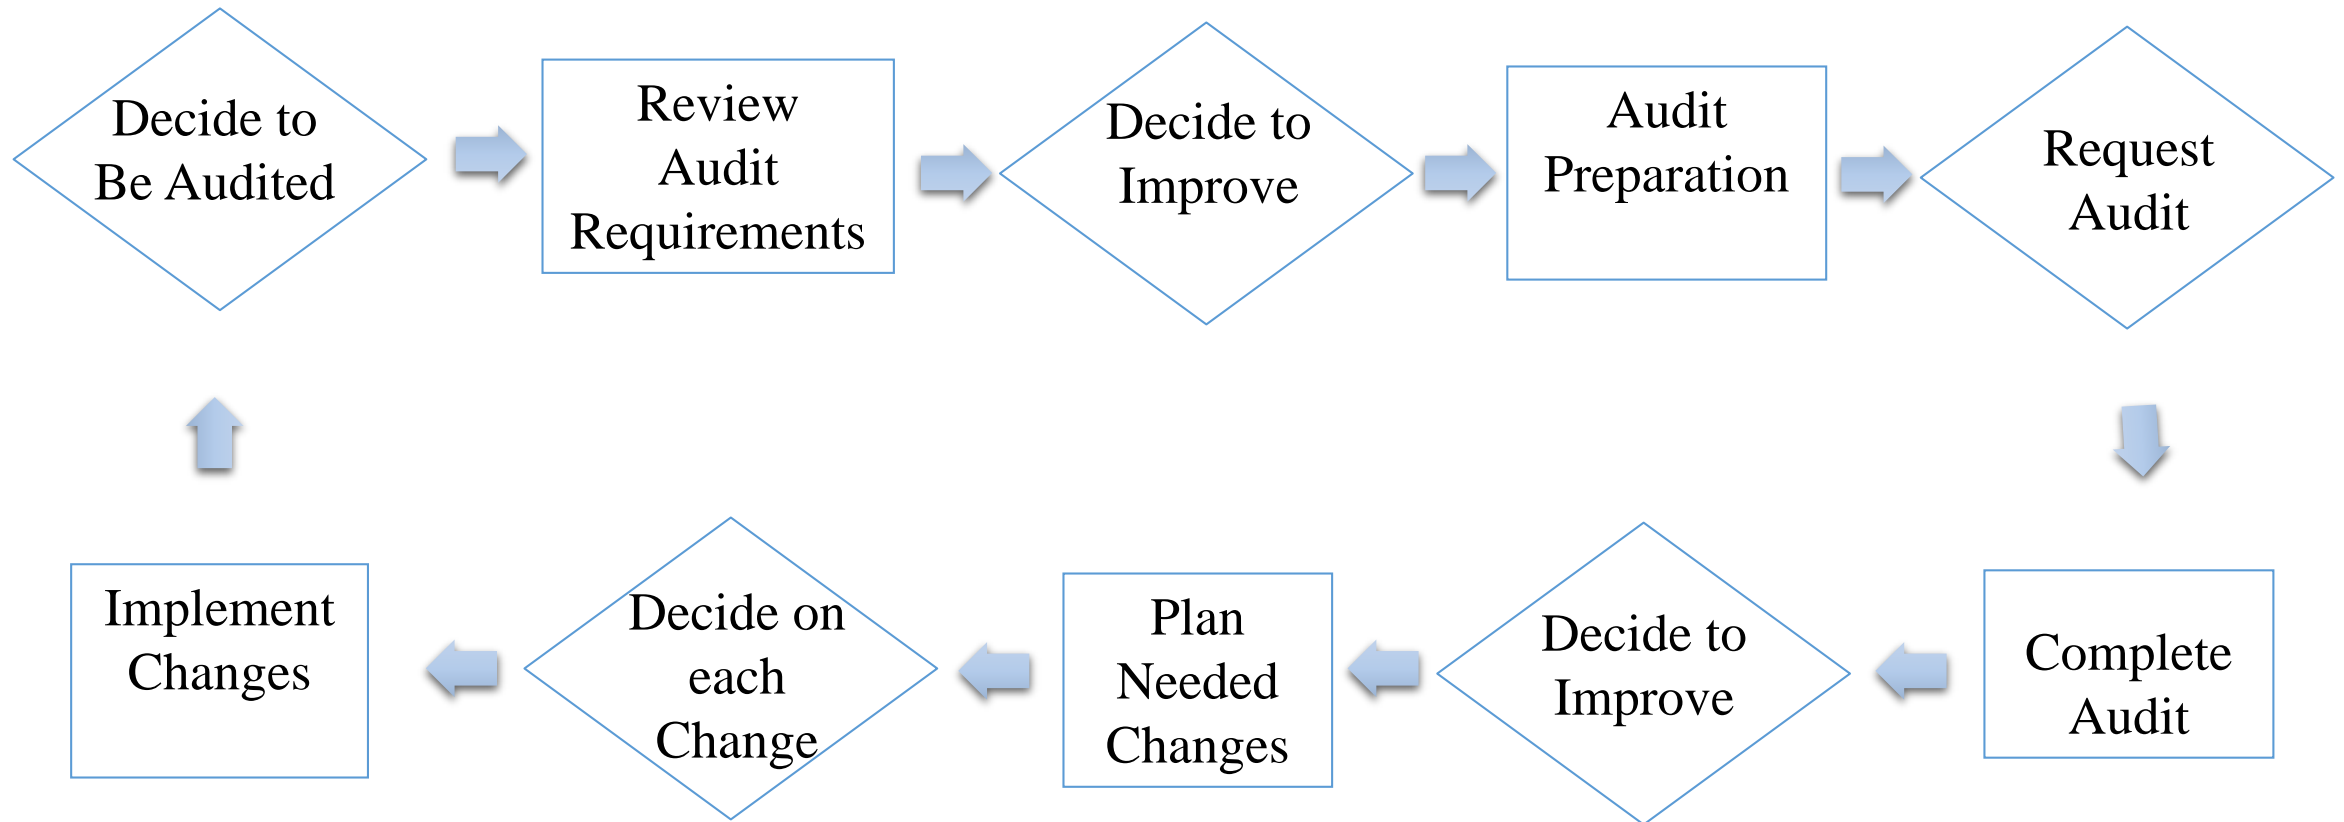 Decide to
Be Audited
Review
Audit
Requirements
Decide to
Improve
Audit
Preparation
Request
Audit
Implement
Changes
Decide on
each
Change
Plan
Needed
Changes
Decide to
Improve
Complete
Audit